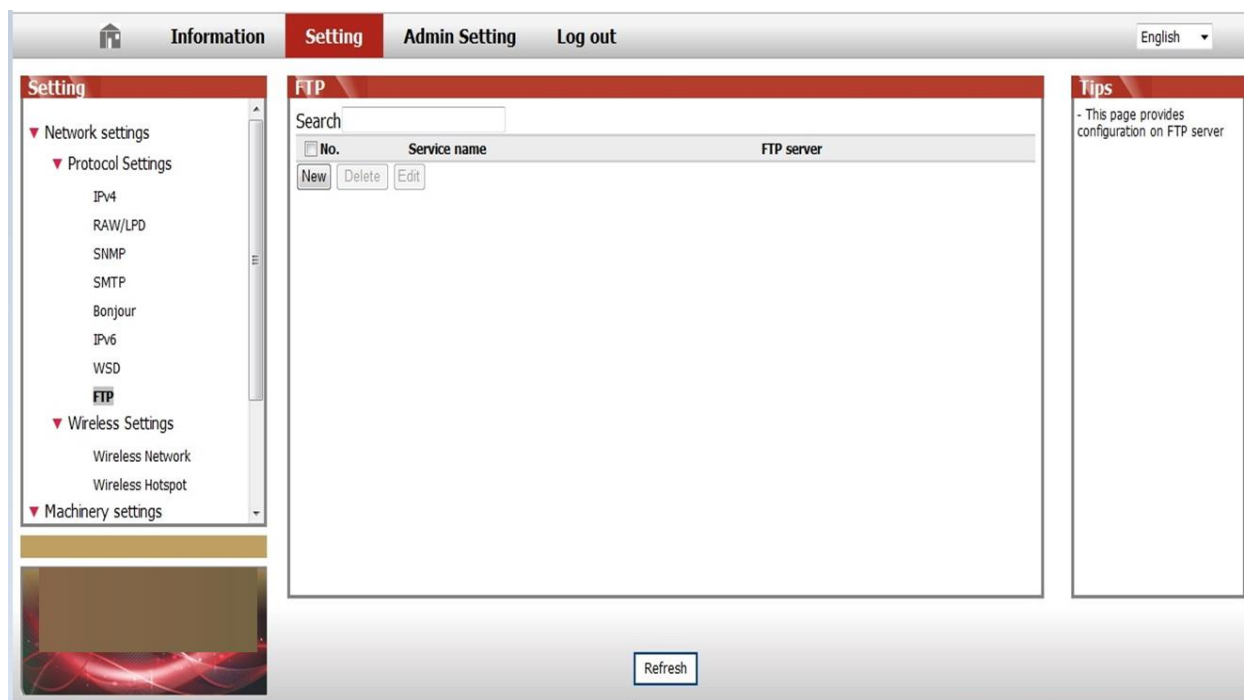 Information Setting Admin Setting Log out English
Setting
Network settings
Protocol Settings
IPv4
RAW/LPD
SNMP
SMTP
Bonjour
IPv6
WSD
FTP
Wireless Settings
Wireless Network
Wireless Hotspot
Machinery settings
FTP
Search
No. Service name FTP server
New Delete Edit
Tips
- This page provides
configuration on FTP server
Refresh